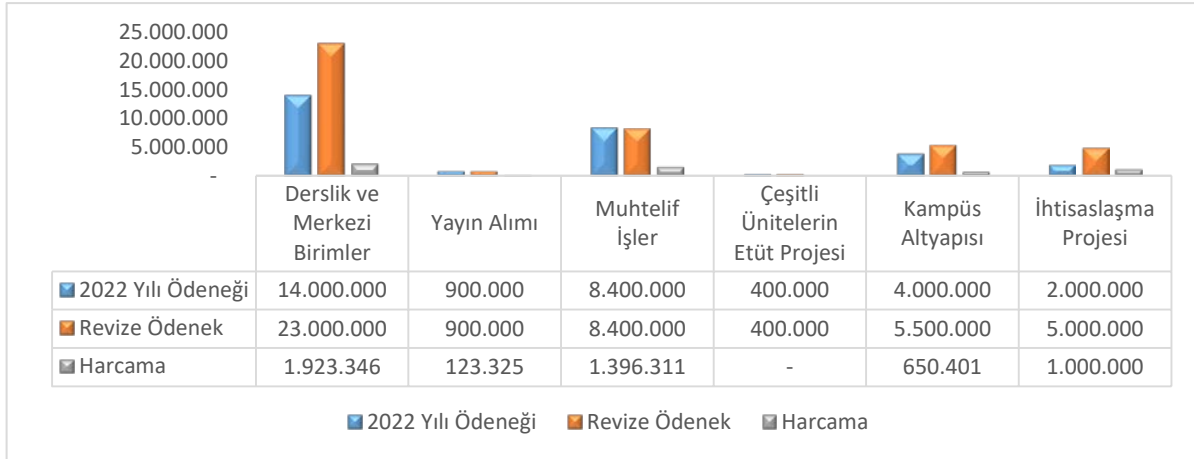 25.000.000
20.000.000
15.000.000
10.000.000
5.000.000
-
Derslik ve
Merkezi
Birimler
Yayın Alımı
Muhtelif
İşler
Çeşitli
Ünitelerin
Etüt Projesi
Kampüs
Altyapısı
İhtisaslaşma
Projesi
2022 Yılı Ödeneği 14.000.000 900.000 8.400.000 400.000 4.000.000 2.000.000
Revize Ödenek 23.000.000 900.000 8.400.000 400.000 5.500.000 5.000.000
Harcama 1.923.346 123.325 1.396.311 - 650.401 1.000.000
2022 Yılı Ödeneği Revize Ödenek Harcama